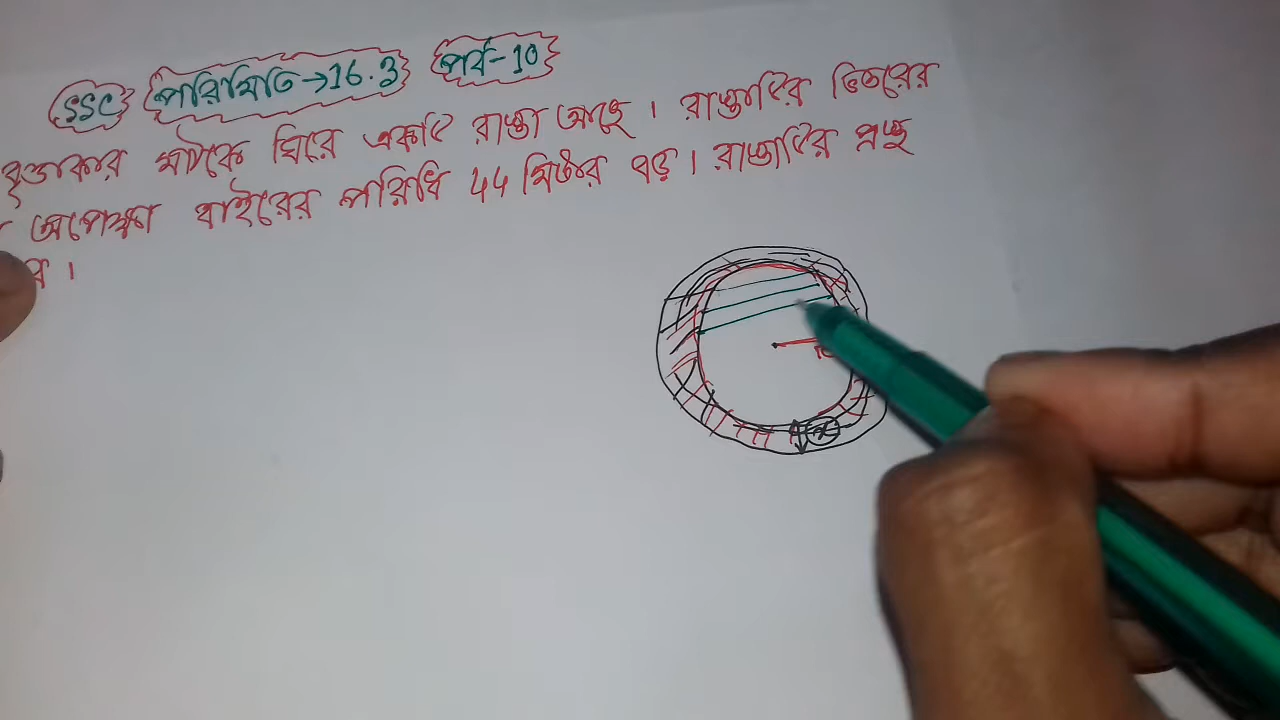 SSC পরিমিতি→16.3 পর্ব-10
বৃত্তাকার মাঠকে ঘিরে একটি রাস্তা আছে । রাস্তাটির ভিতরের
অপেক্ষা বাইরের পরিধি 44 মিটার বড় । রাস্তাটির প্রস্থ
র ।
x